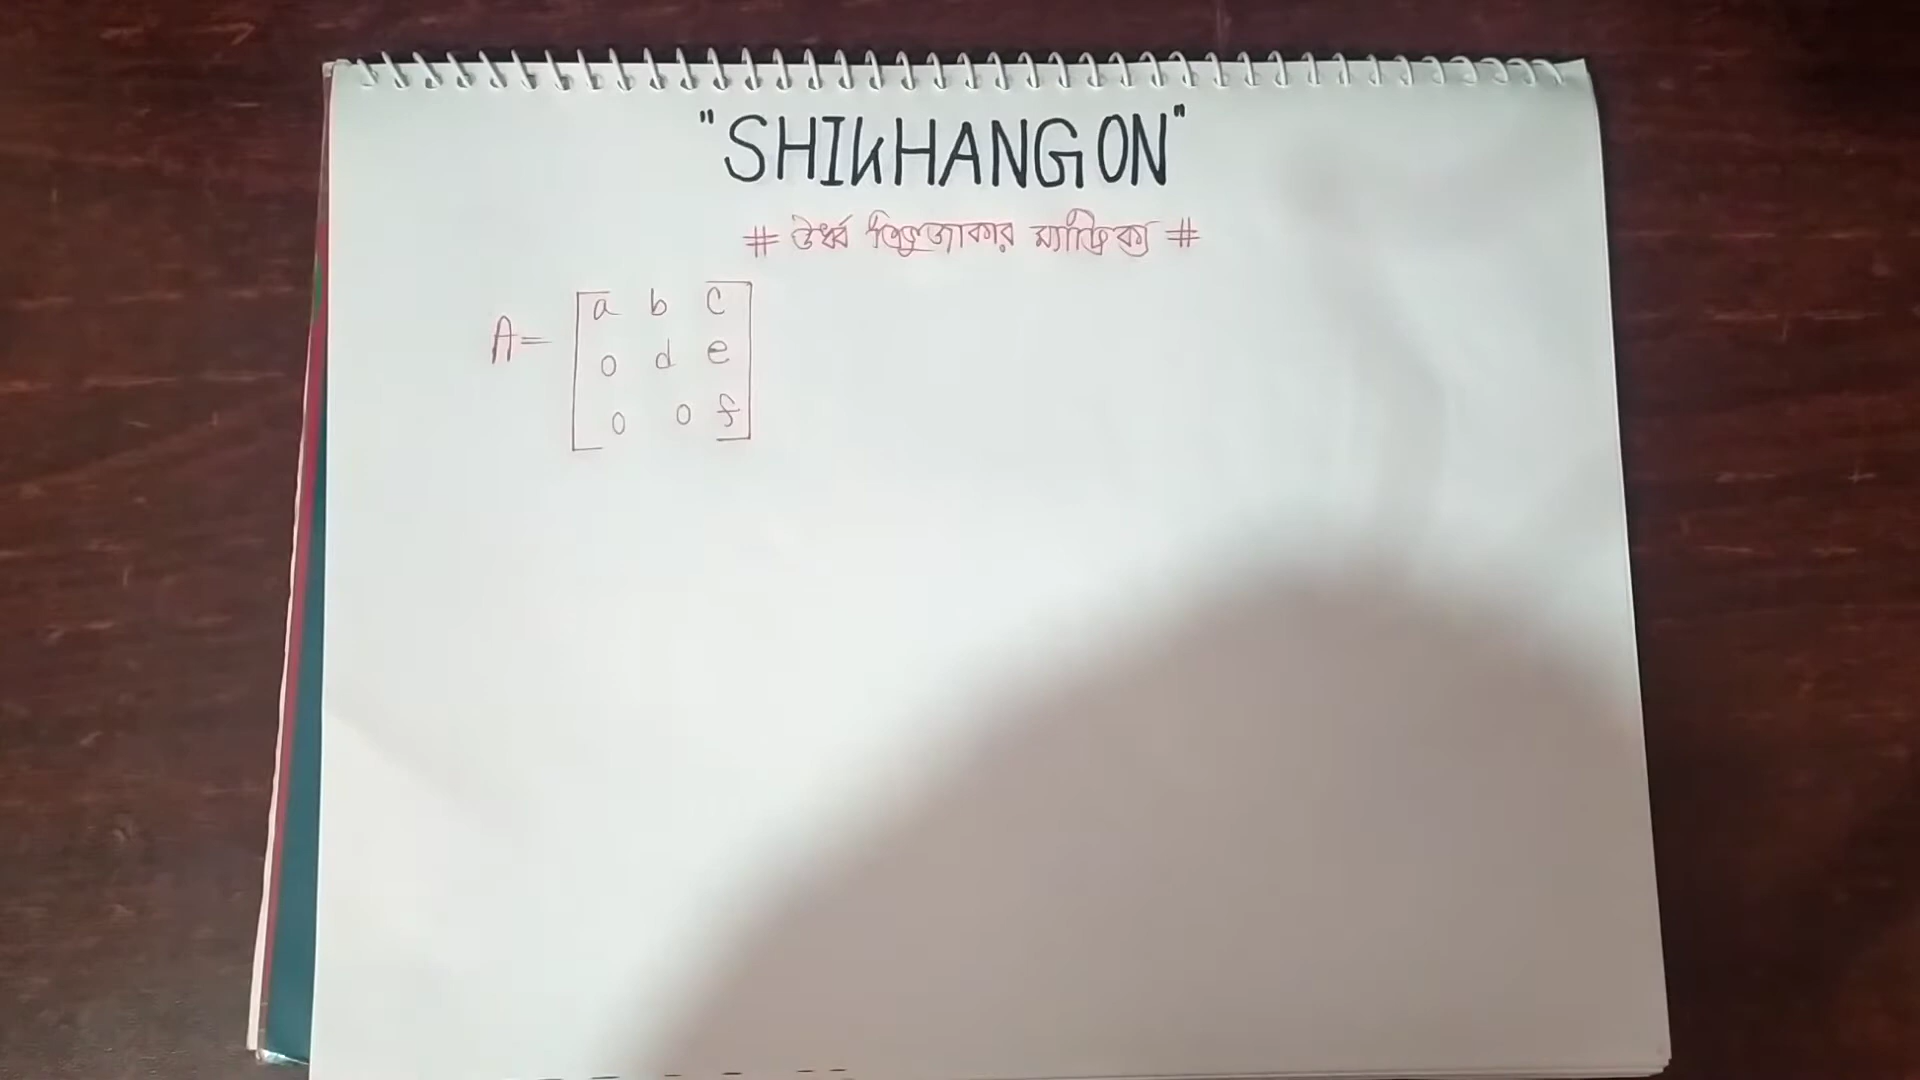 "SHIKHANGON"
# ঊর্ধ্ব ত্রিভুজাকার ম্যাট্রিক্স #
a b c
A= 0 d e
0 0 f